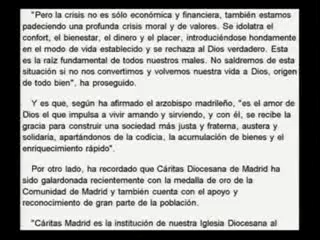 "Pero la crisis no es sólo económica y financiera, también estamos
padeciendo una profunda crisis moral y de valores. Se idolatra el
confort, el bienestar, el dinero y el placer, introduciéndose hondamente
en el modo de vida establecido y se rechaza al Dios verdadero. Esta
es la raíz fundamental de todos nuestros males. No saldremos de esta
situación si no nos convertimos y volvemos nuestra vida a Dios, origen
de todo bien", ha proseguido.
Y es que, según ha afirmado el arzobispo madrileño, "es el amor de
Dios el que impulsa a vivir amando y sirviendo, y con él, se recibe la
gracia para construir una sociedad más justa y fraterna, austera y
solidaria, apartándonos de la codicia, la acumulación de bienes y el
enriquecimiento rápido".
Por otro lado, ha recordado que Cáritas Diocesana de Madrid ha
sido galardonada recientemente con la medalla de oro de la
Comunidad de Madrid y también cuenta con el apoyo y
reconocimiento de gran parte de la población.
"Cáritas Madrid es la institución de nuestra Iglesia Diocesana al